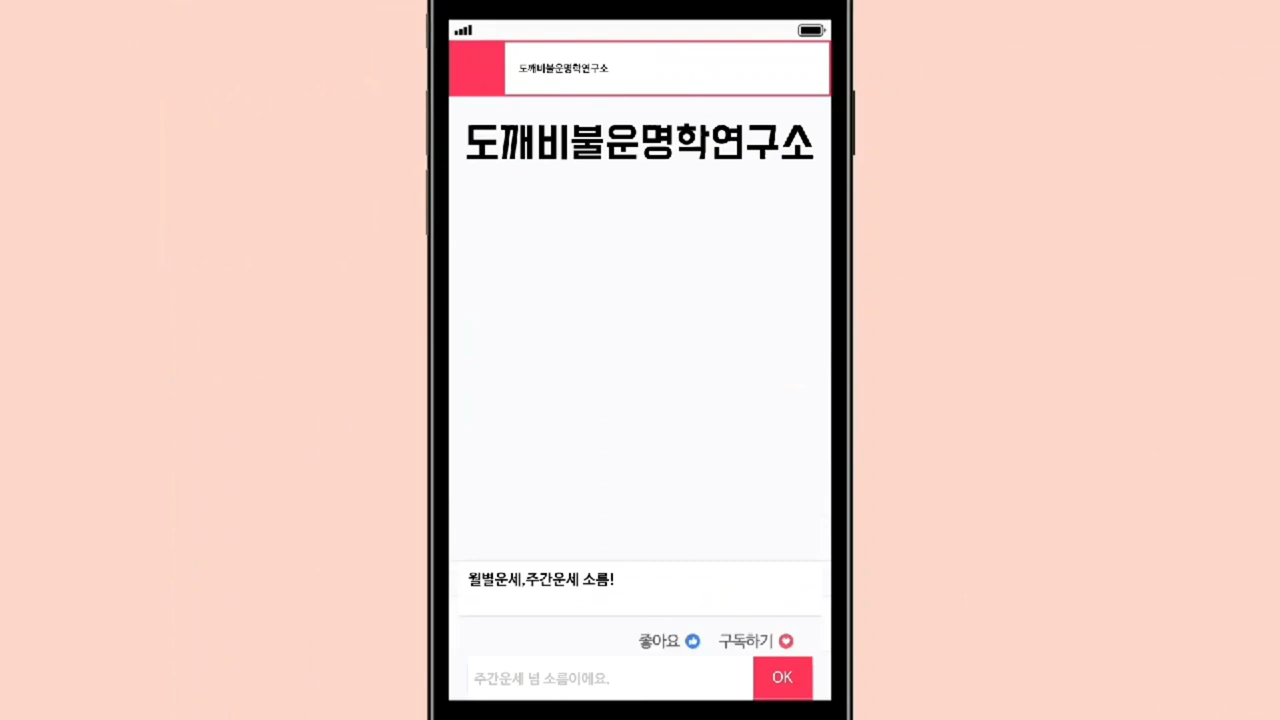 도깨비불운명학연구소
도깨비불운명학연구소
월별운세,주간운세 소름!
좋아요 구독하기
주간운세 넘 소름이에요.
OK